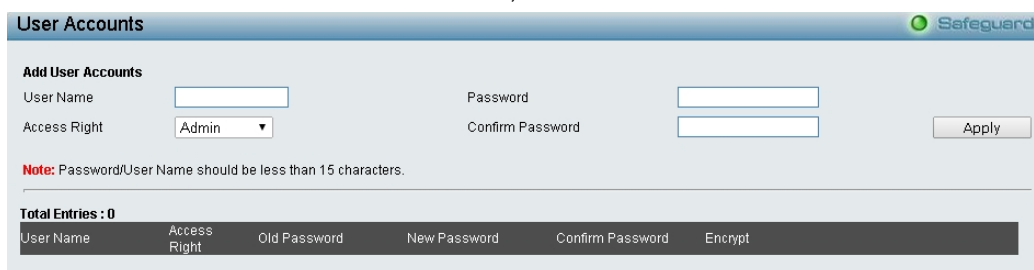 User Accounts
Safeguard
Add User Accounts
User Name
Password
Access Right
Admin
Confirm Password
Apply
Note: Password/User Name should be less than 15 characters.
Total Entries : 0
User Name
Access Right
Old Password
New Password
Confirm Password
Encrypt